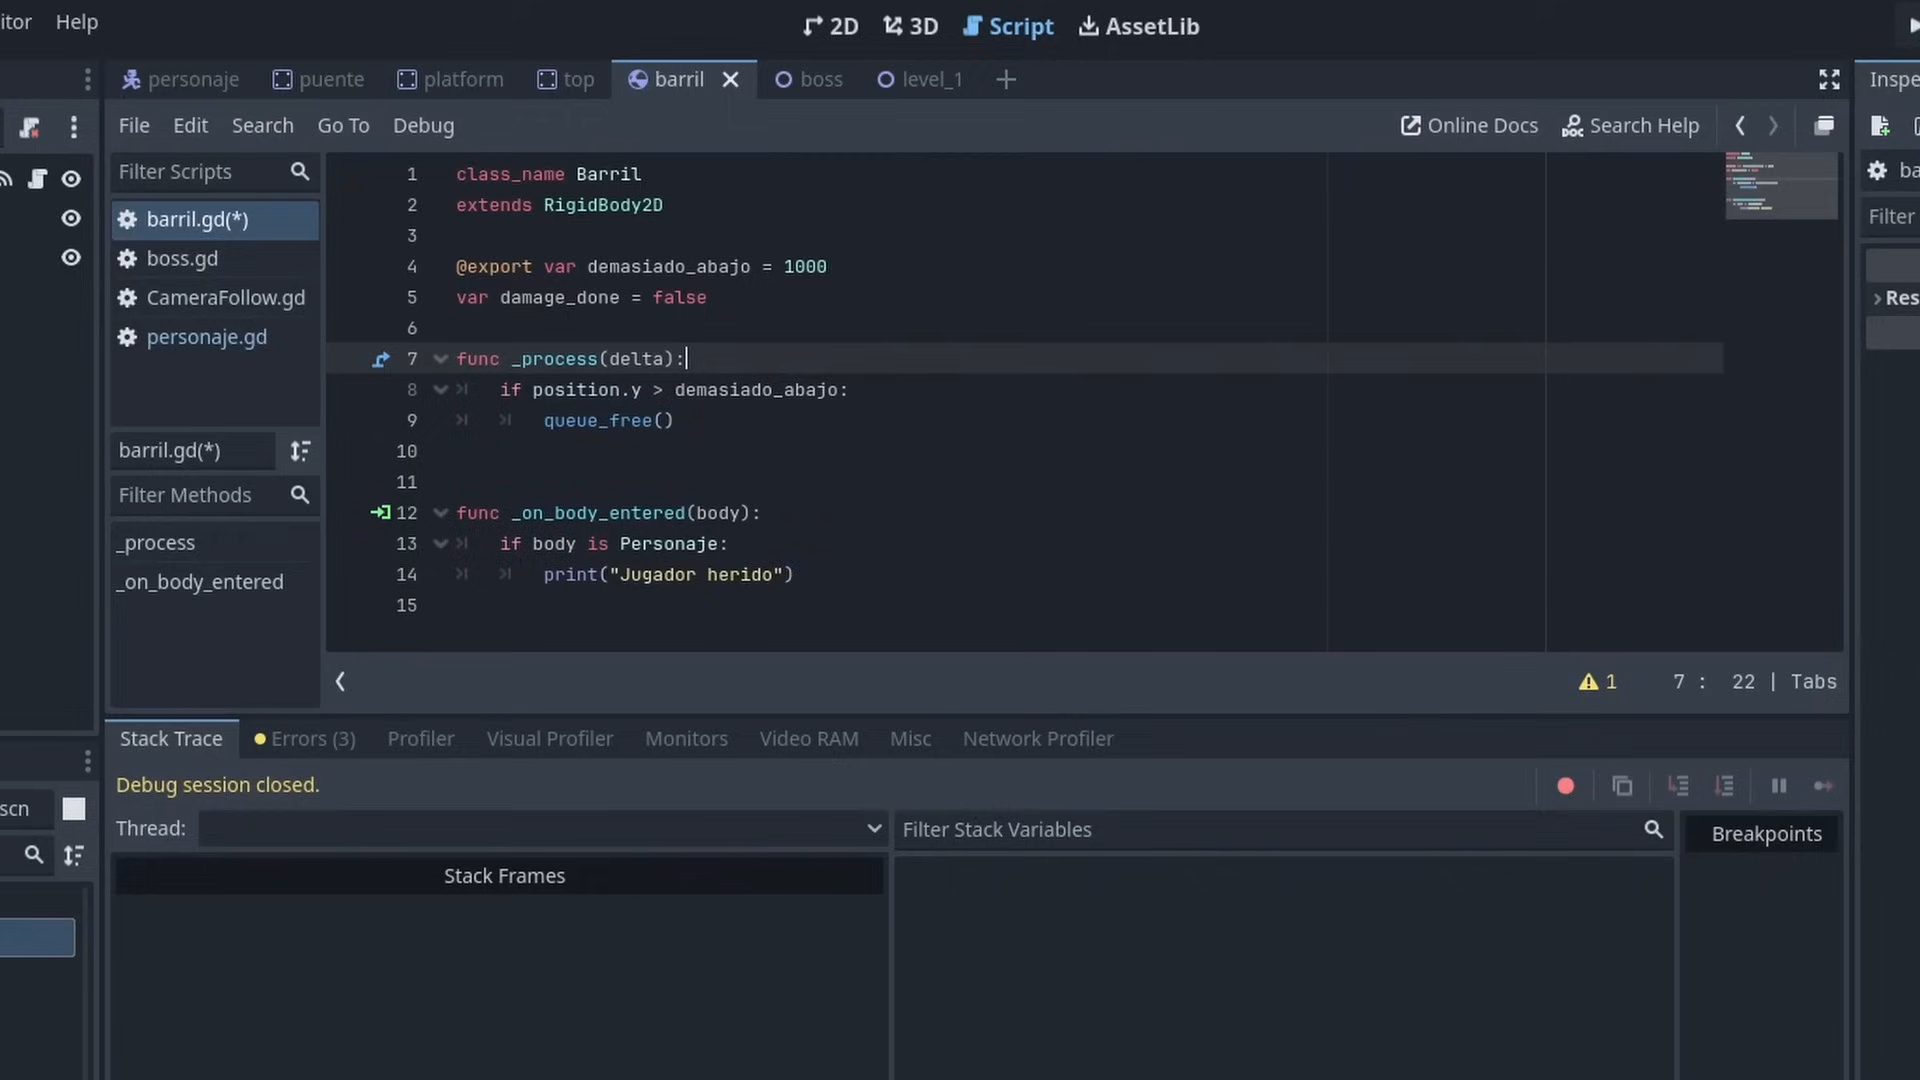 itor Help
2D 3D Script AssetLib
personaje puente platform top barril boss level_1
Inspe
File Edit Search Go To Debug
Online Docs Search Help
Filter Scripts
barril.gd(*)
boss.gd
CameraFollow.gd
personaje.gd
barril.gd(*)
Filter Methods
_process
_on_body_entered
1 class_name Barril
2 extends RigidBody2D
3
4 @export var demasiado_abajo = 1000
5 var damage_done = false
6
7 func _process(delta):
8 if position.y > demasiado_abajo:
9 queue_free()
10
11
12 func _on_body_entered(body):
13 if body is Personaje:
14 print("Jugador herido")
15
1 7 : 22 | Tabs
ba
Filter
Res
Stack Trace Errors (3) Profiler Visual Profiler Monitors Video RAM Misc Network Profiler
Debug session closed.
scn
Thread:
Filter Stack Variables
Breakpoints
Stack Frames